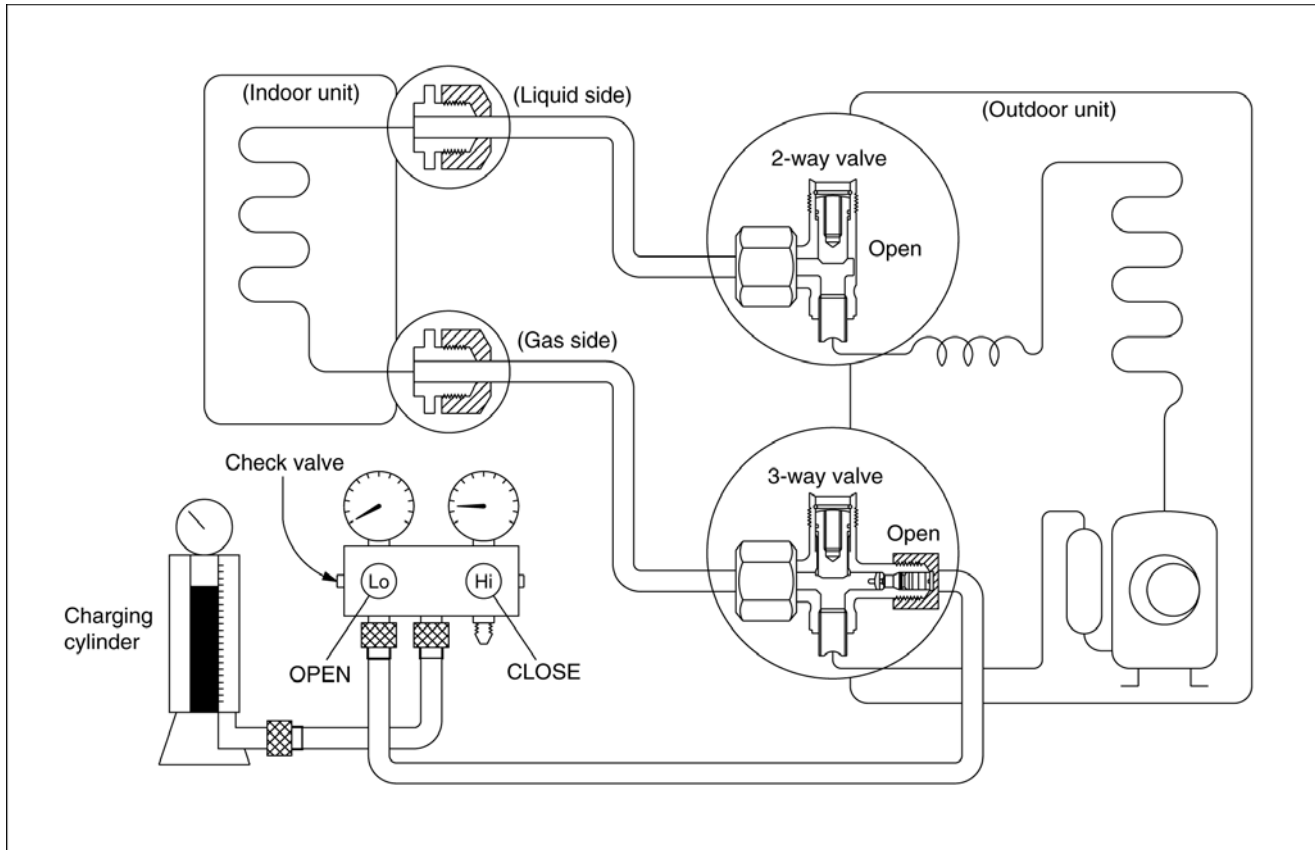 (Indoor unit)
(Liquid side)
(Outdoor unit)
2-way valve
Open
(Gas side)
3-way valve
Open
Check valve
Lo
Hi
Charging
cylinder
OPEN
CLOSE